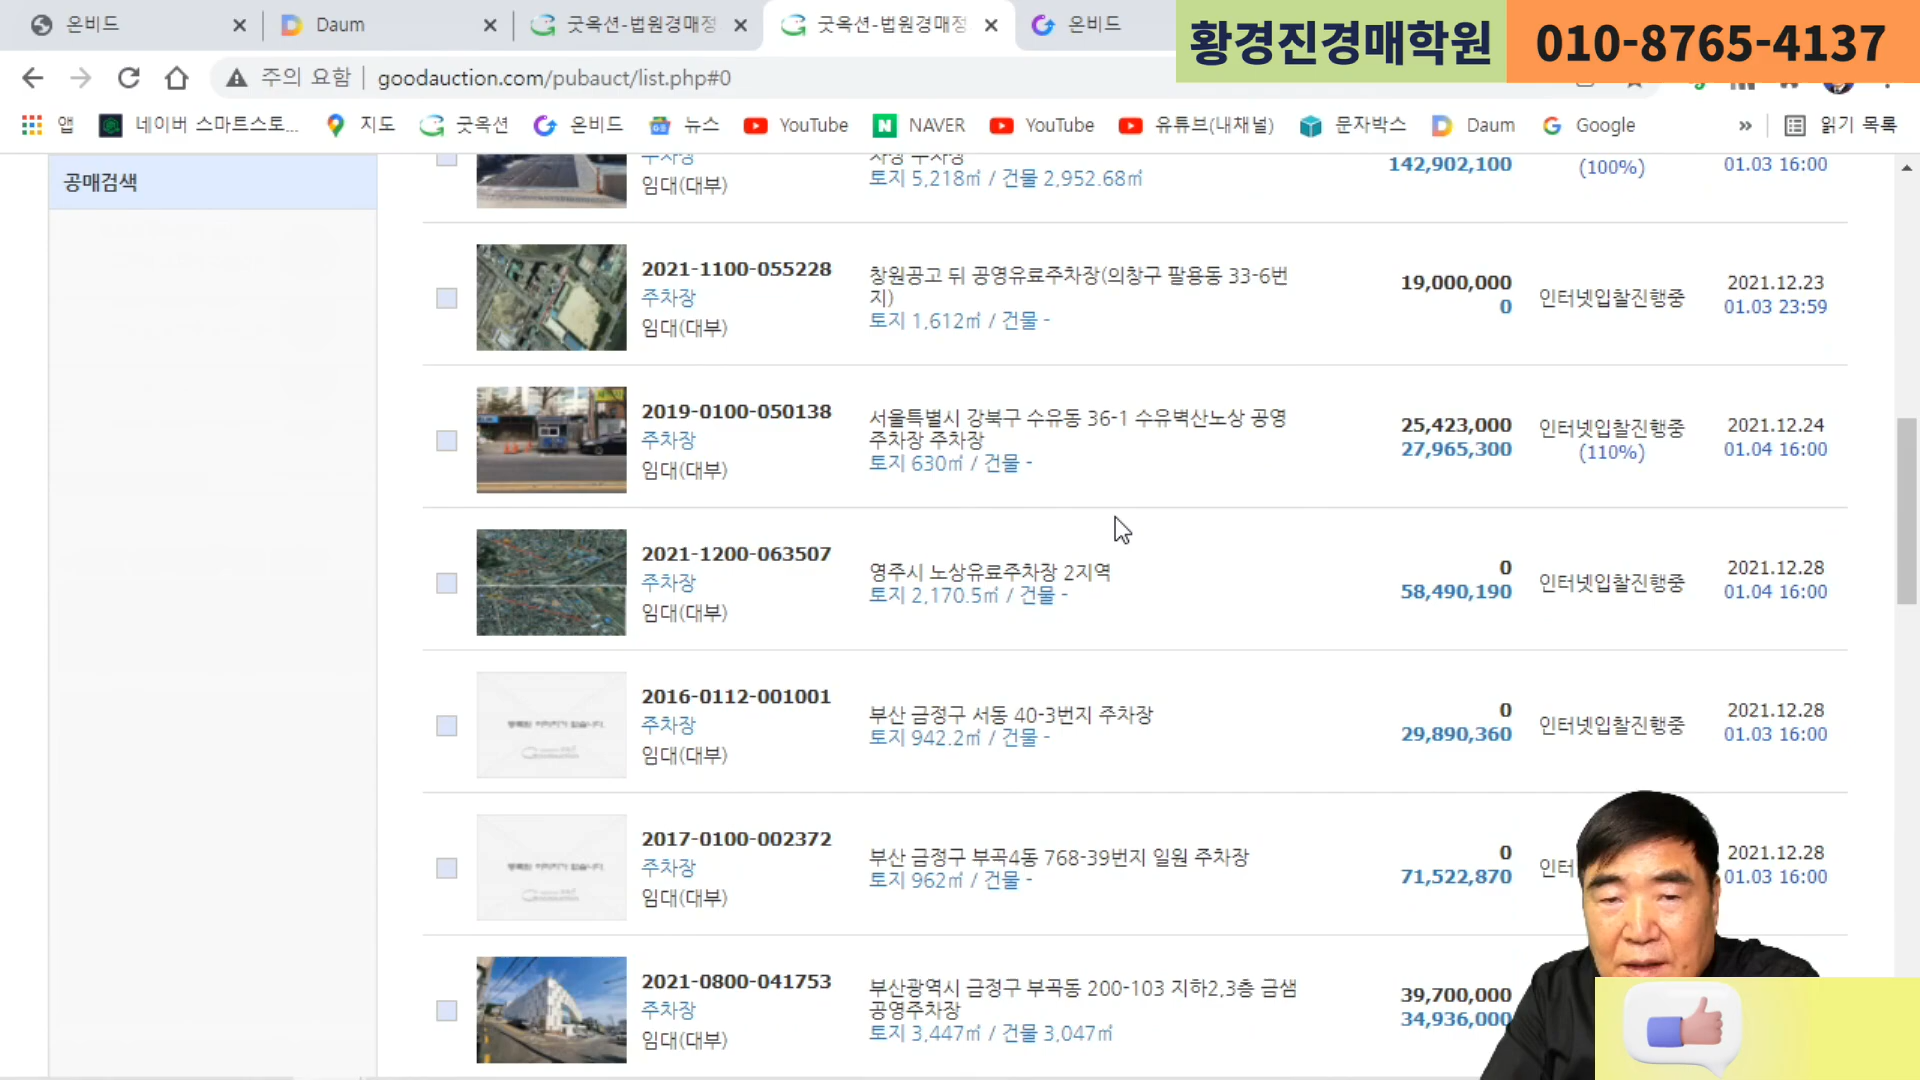 온비드
Daum
굿옥션-법원경매정
굿옥션-법원경매정
온비드
황경진경매학원
010-8765-4137
주의 요함
goodauction.com/pubauct/list.php#0
앱
네이버 스마트스토...
지도
굿옥션
온비드
뉴스
YouTube
NAVER
YouTube
유튜브(내채널)
문자박스
Daum
Google
»
읽기 목록
공매검색
주차장
임대(대부)
차장 주차장
토지 5,218㎡ / 건물 2,952.68㎡
142,902,100
(100%)
01.03 16:00
2021-1100-055228
주차장
임대(대부)
창원공고 뒤 공영유료주차장(의창구 팔용동 33-6번
지)
토지 1,612㎡ / 건물 -
19,000,000
0
인터넷입찰진행중
2021.12.23
01.03 23:59
2019-0100-050138
주차장
임대(대부)
서울특별시 강북구 수유동 36-1 수유벽산노상 공영
주차장 주차장
토지 630㎡ / 건물 -
25,423,000
27,965,300
인터넷입찰진행중
(110%)
2021.12.24
01.04 16:00
2021-1200-063507
주차장
임대(대부)
영주시 노상유료주차장 2지역
토지 2,170.5㎡ / 건물 -
0
58,490,190
인터넷입찰진행중
2021.12.28
01.04 16:00
2016-0112-001001
주차장
임대(대부)
부산 금정구 서동 40-3번지 주차장
토지 942.2㎡ / 건물 -
0
29,890,360
인터넷입찰진행중
2021.12.28
01.03 16:00
2017-0100-002372
주차장
임대(대부)
부산 금정구 부곡4동 768-39번지 일원 주차장
토지 962㎡ / 건물 -
0
71,522,870
인터
2021.12.28
01.03 16:00
2021-0800-041753
주차장
임대(대부)
부산광역시 금정구 부곡동 200-103 지하2,3층 금샘
공영주차장
토지 3,447㎡ / 건물 3,047㎡
39,700,000
34,936,000